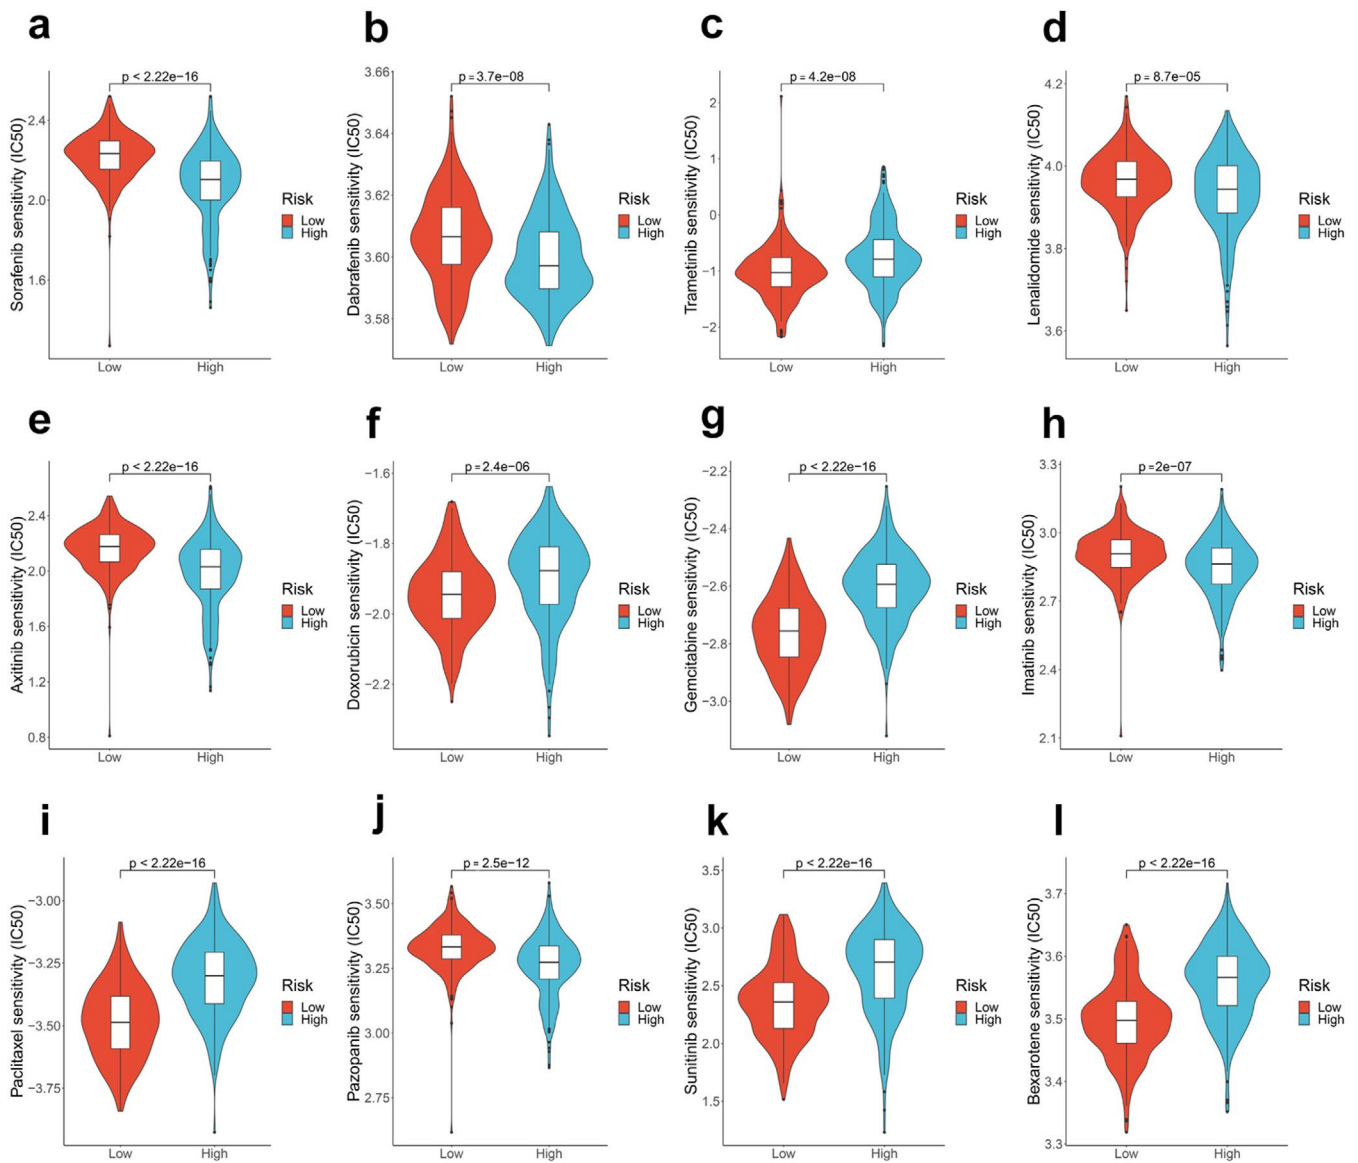 a
p < 2.22e−16
Sorafenib sensitivity (IC50)
2.4
2.0
1.6
Low
High
Risk
Low
High
b
p = 3.7e−08
Dabrafenib sensitivity (IC50)
3.66
3.64
3.62
3.60
3.58
Low
High
Risk
Low
High
c
p = 4.2e−08
Trametinib sensitivity (IC50)
2
1
0
−1
−2
Low
High
Risk
Low
High
d
p = 8.7e−05
Lenalidomide sensitivity (IC50)
4.2
4.0
3.8
3.6
Low
High
Risk
Low
High
e
p < 2.22e−16
Axitinib sensitivity (IC50)
2.4
2.0
1.6
1.2
0.8
Low
High
Risk
Low
High
f
p = 2.4e−06
Doxorubicin sensitivity (IC50)
−1.6
−1.8
−2.0
−2.2
Low
High
Risk
Low
High
g
p < 2.22e−16
Gemcitabine sensitivity (IC50)
−2.2
−2.4
−2.6
−2.8
−3.0
Low
High
Risk
Low
High
h
p =2e−07
Imatinib sensitivity (IC50)
3.3
3.0
2.7
2.4
2.1
Low
High
Risk
Low
High
i
p < 2.22e−16
Paclitaxel sensitivity (IC50)
−3.00
−3.25
−3.50
−3.75
Low
High
Risk
Low
High
j
p = 2.5e−12
Pazopanib sensitivity (IC50)
3.50
3.25
3.00
2.75
Low
High
Risk
Low
High
k
p < 2.22e−16
Sunitinib sensitivity (IC50)
3.5
3.0
2.5
2.0
1.5
Low
High
Risk
Low
High
l
p < 2.22e−16
Bexarotene sensitivity (IC50)
3.7
3.6
3.5
3.4
3.3
Low
High
Risk
Low
High